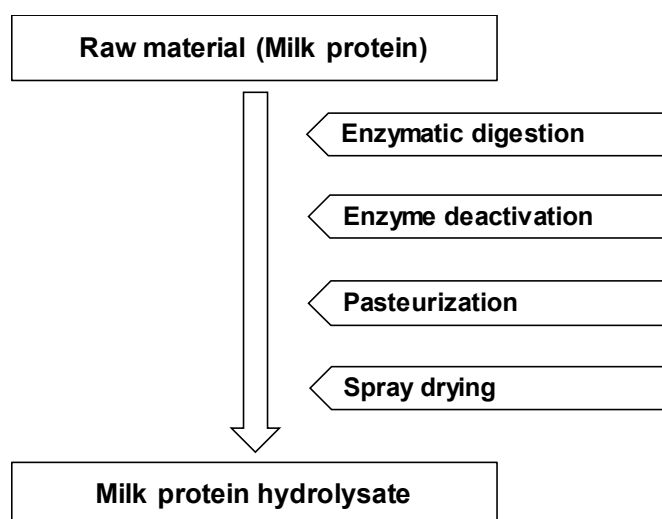 Raw material (Milk protein)
Enzymatic digestion
Enzyme deactivation
Pasteurization
Spray drying
Milk protein hydrolysate